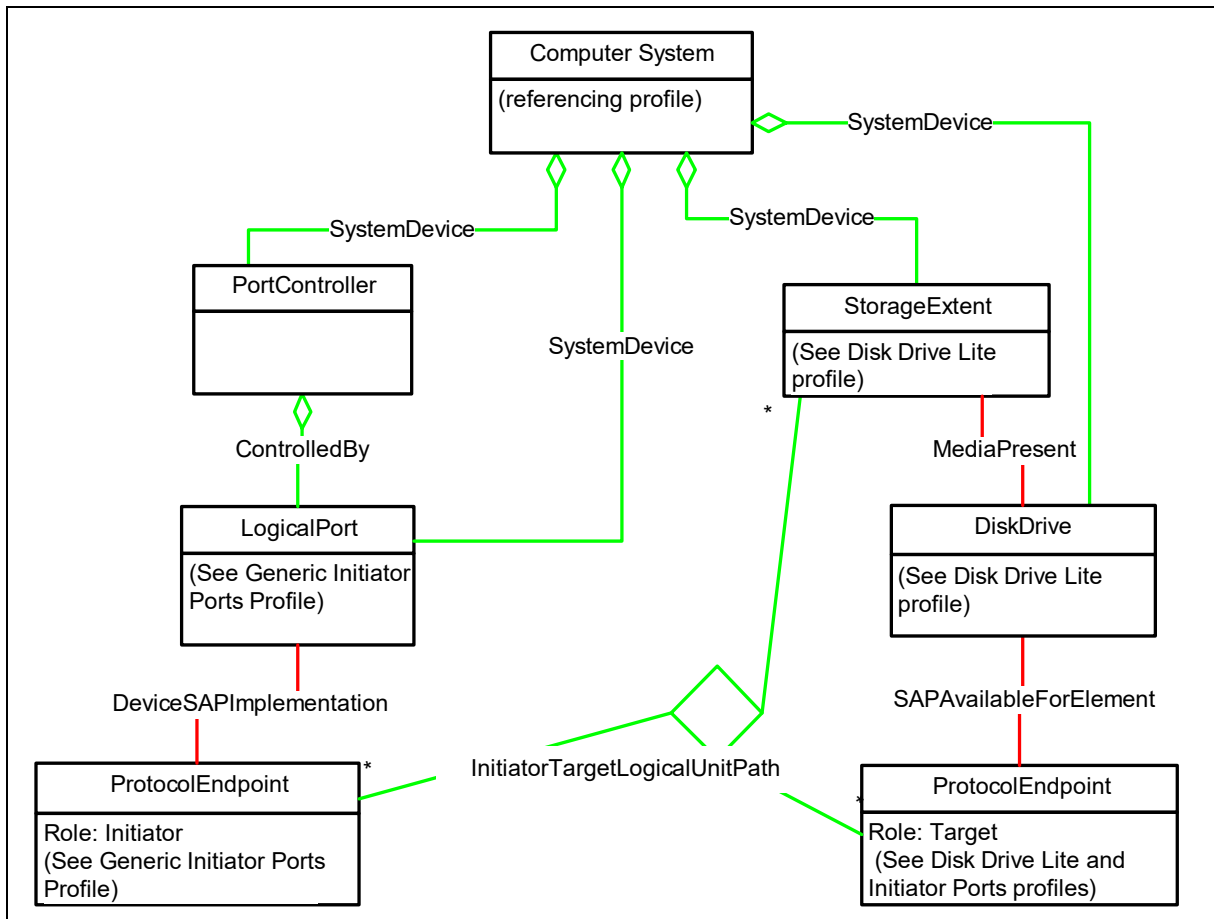 Computer System
(referencing profile)
SystemDevice
SystemDevice
SystemDevice
PortController
StorageExtent
(See Disk Drive Lite
profile)
SystemDevice
*
ControlledBy
MediaPresent
LogicalPort
(See Generic Initiator
Ports Profile)
DiskDrive
(See Disk Drive Lite
profile)
DeviceSAPImplementation
SAPAvailableForElement
*
InitiatorTargetLogicalUnitPath
*
ProtocolEndpoint
Role: Initiator
(See Generic Initiator Ports
Profile)
ProtocolEndpoint
Role: Target
(See Disk Drive Lite and
Initiator Ports profiles)